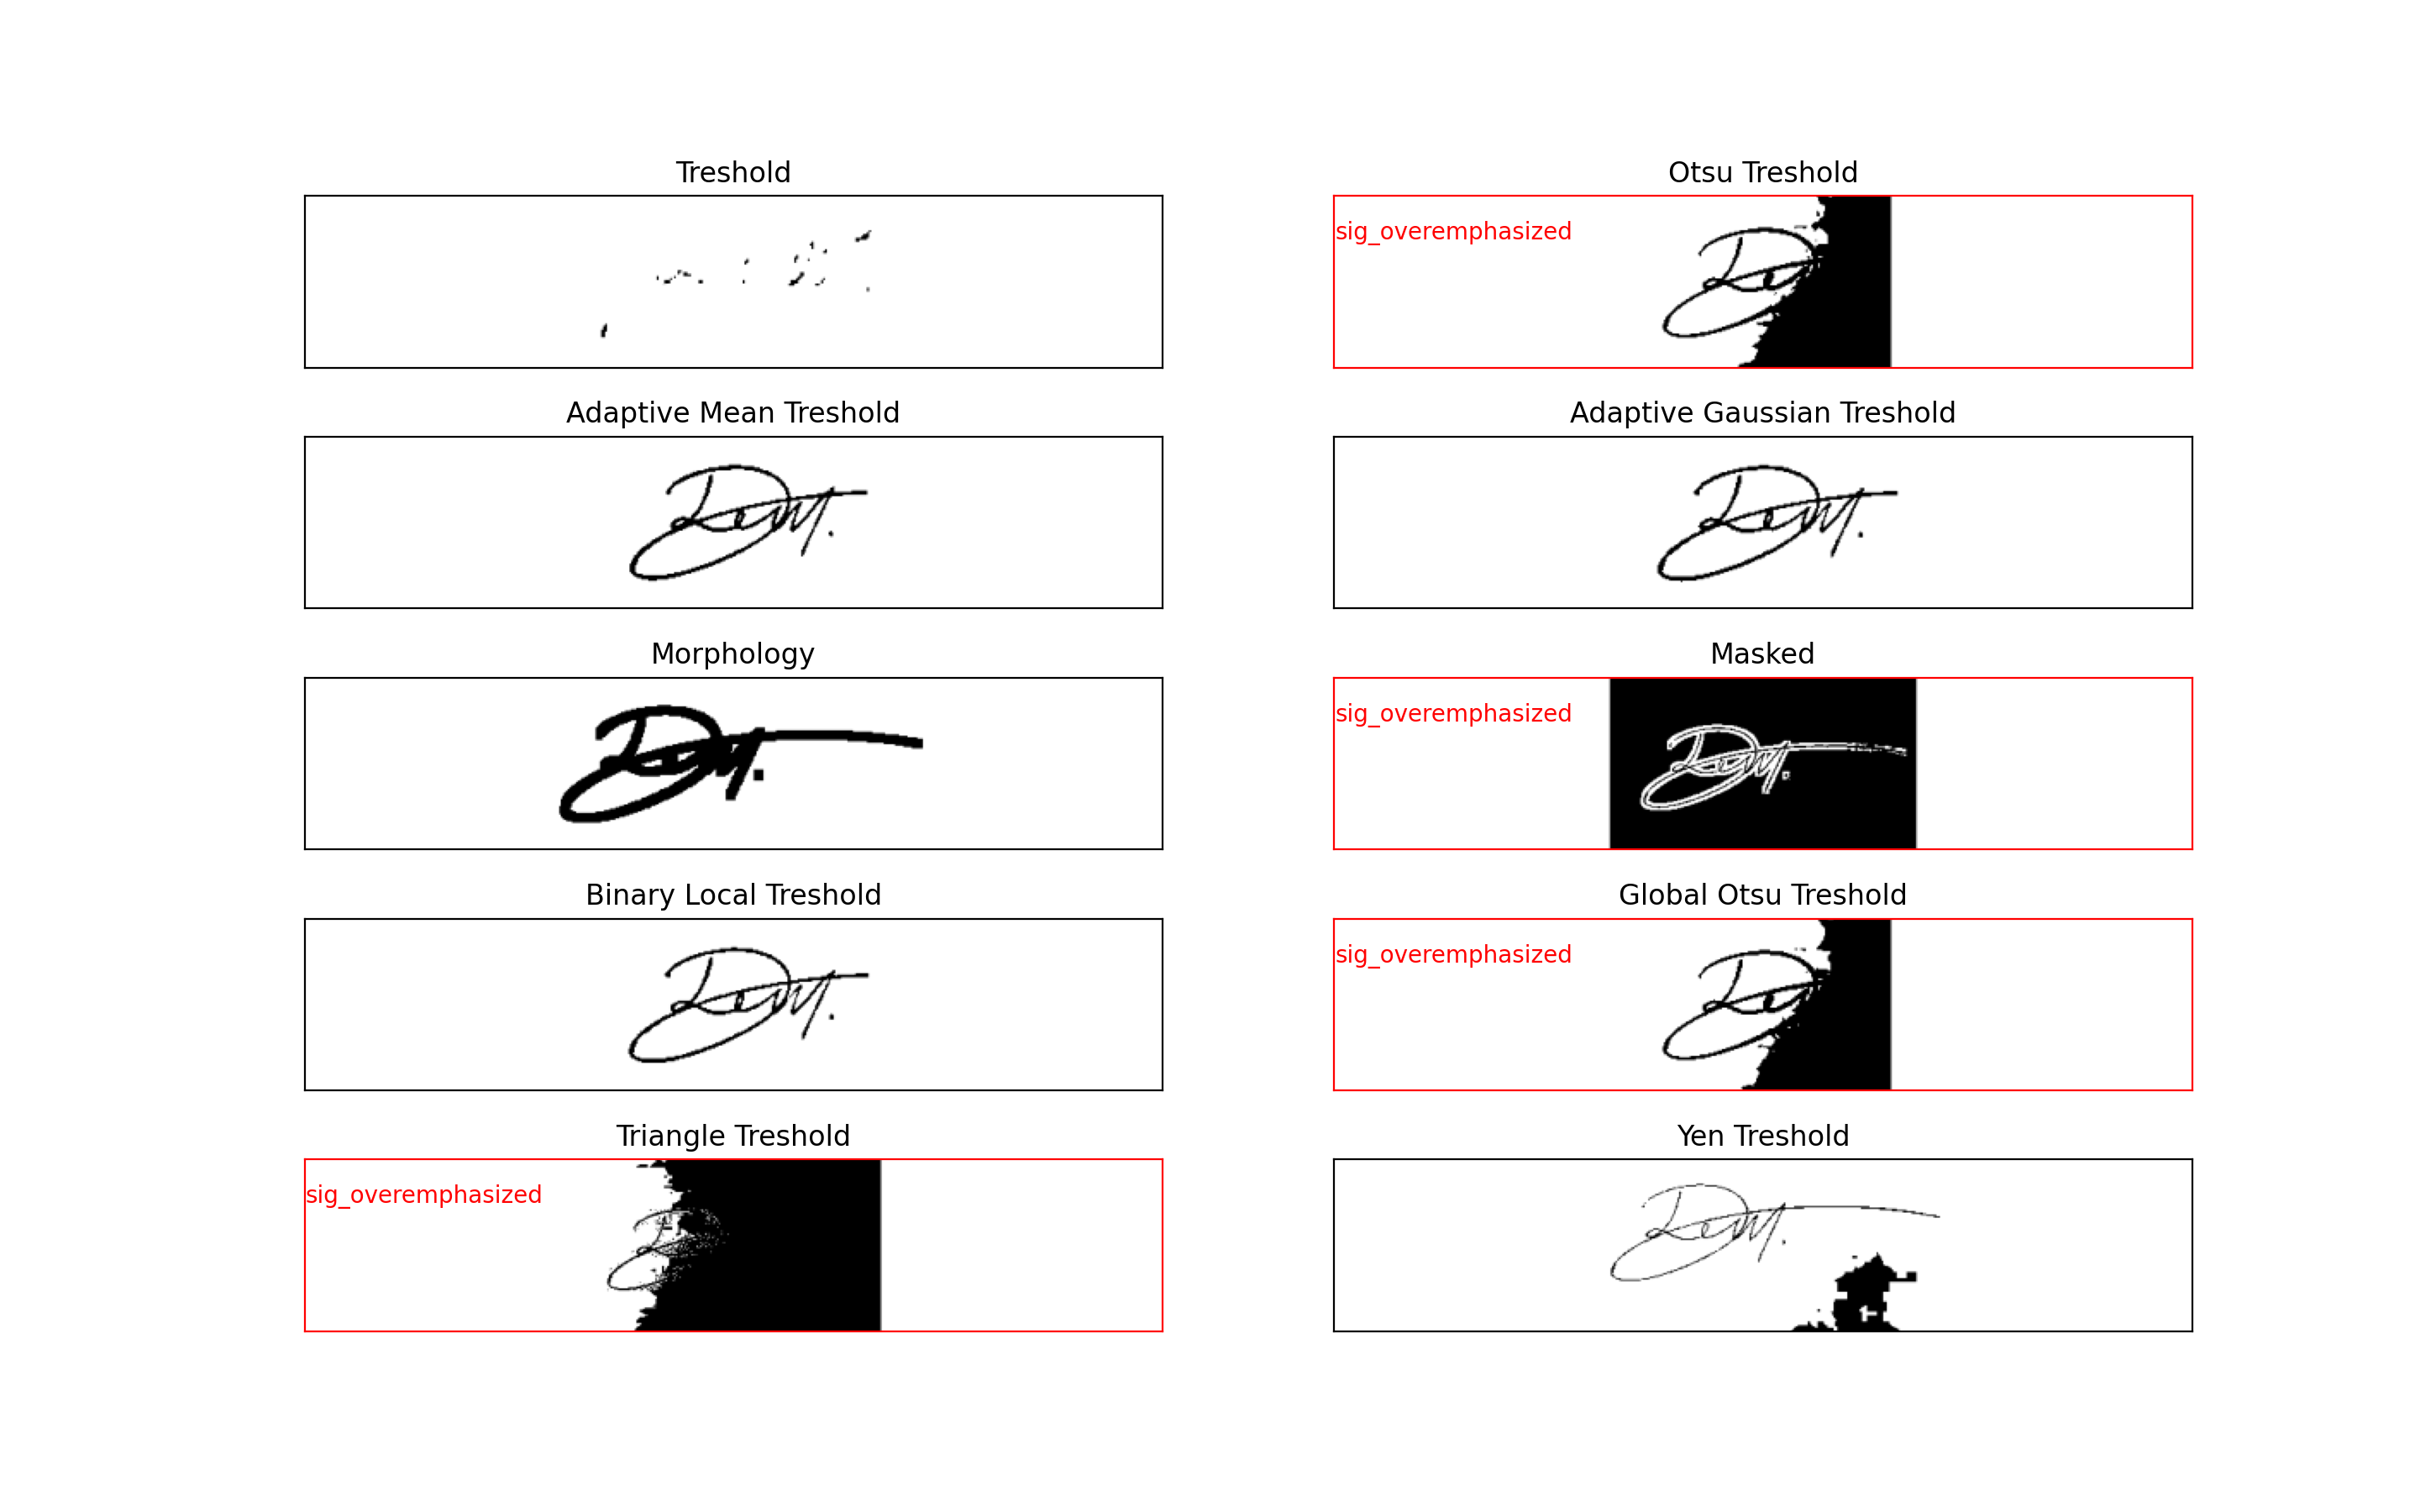 Treshold
Otsu Treshold
sig_overemphasized
Adaptive Mean Treshold
Adaptive Gaussian Treshold
Morphology
Masked
sig_overemphasized
Binary Local Treshold
Global Otsu Treshold
sig_overemphasized
Triangle Treshold
Yen Treshold
sig_overemphasized